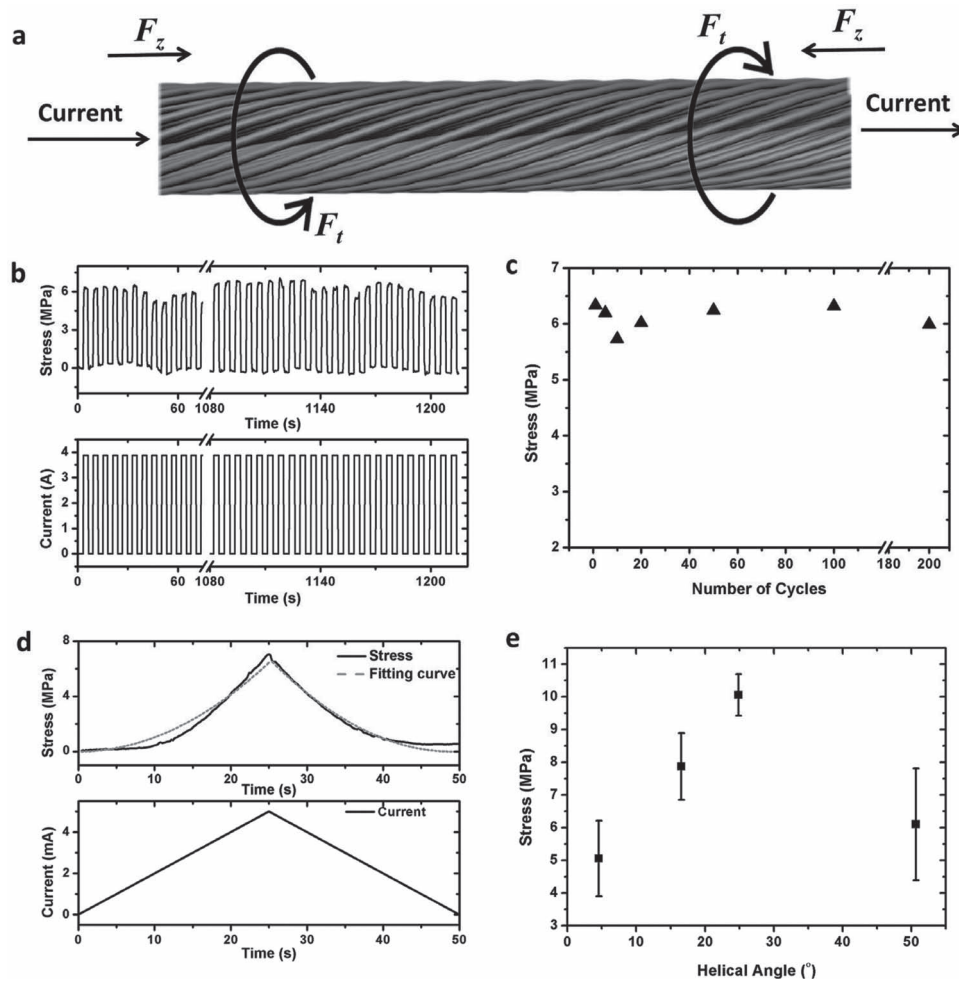 a
F_z
F_t
F_z
Current
Current
F_t
b
Stress (MPa)
6
3
0
0
60
1080
1140
1200
Time (s)
Current (A)
4
3
2
1
0
0
60
1080
1140
1200
Time (s)
c
Stress (MPa)
7
6
5
4
3
2
0
20
40
60
80
100
180
200
Number of Cycles
d
Stress (MPa)
8
4
0
Stress
Fitting curve
0
10
20
30
40
50
Time (s)
Current (mA)
4
2
0
Current
0
10
20
30
40
50
Time (s)
e
Stress (MPa)
11
10
9
8
7
6
5
4
3
0
10
20
30
40
50
Helical Angle (°)